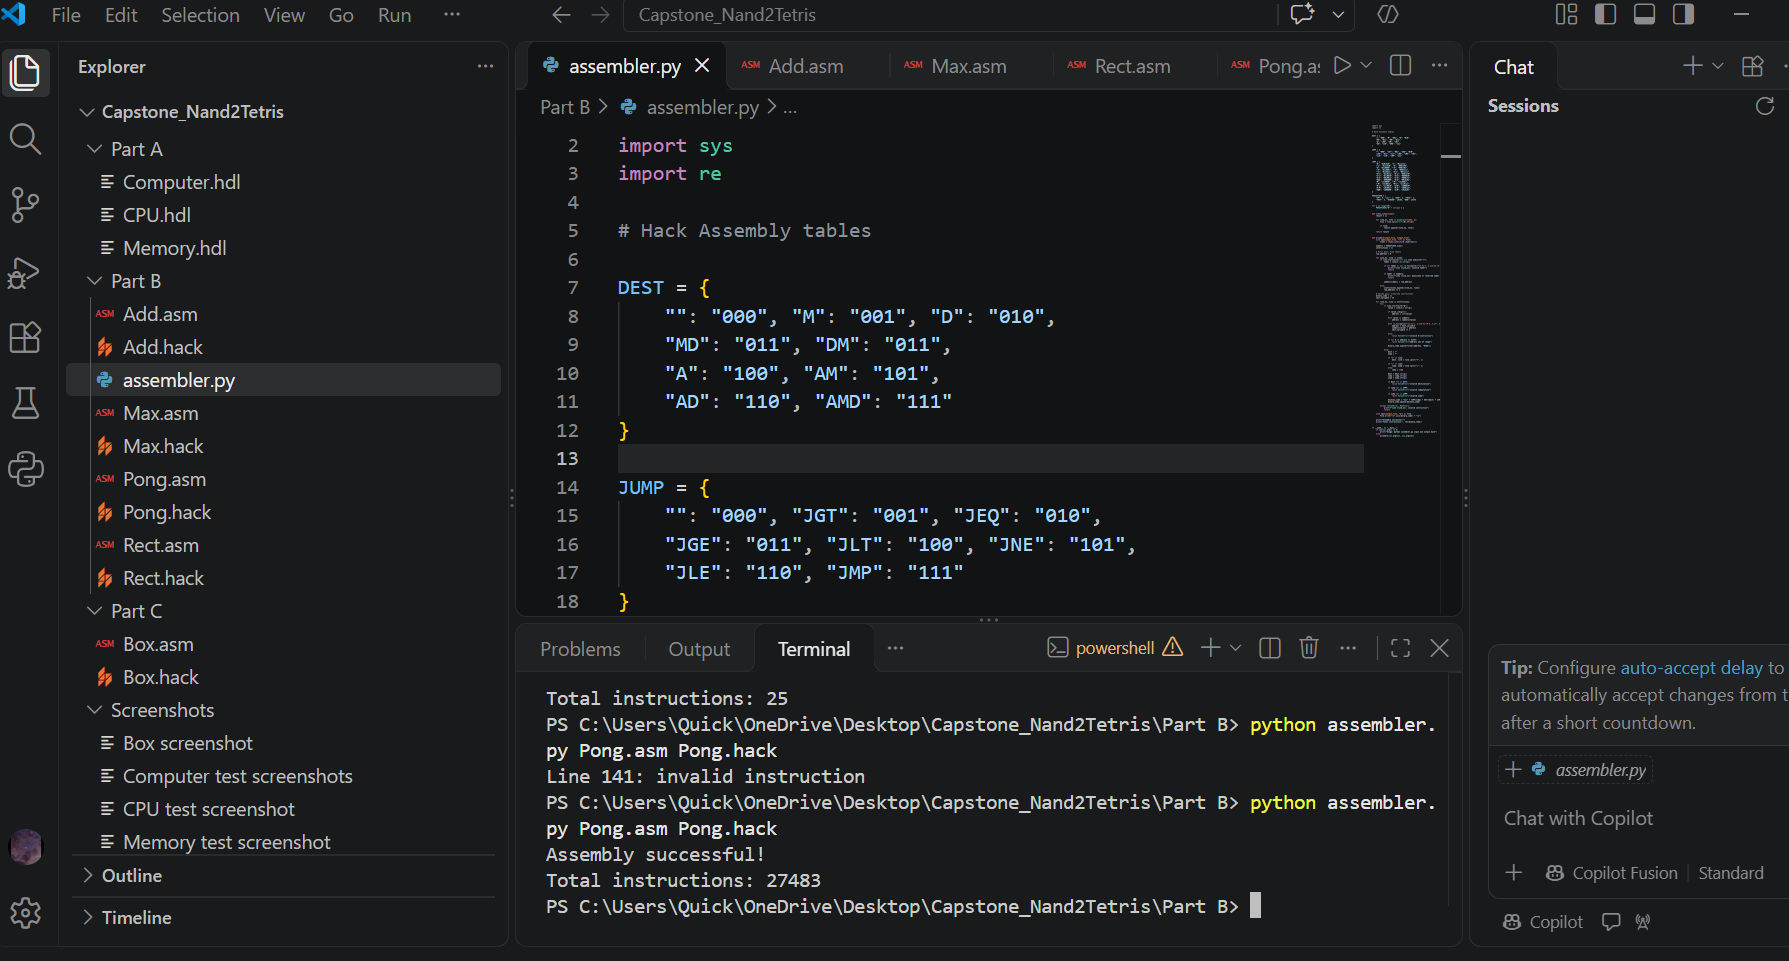 File Edit Selection View Go Run ...
Capstone_Nand2Tetris
Explorer
Capstone_Nand2Tetris
Part A
Computer.hdl
CPU.hdl
Memory.hdl
Part B
ASM Add.asm
Add.hack
assembler.py
ASM Max.asm
Max.hack
ASM Pong.asm
Pong.hack
ASM Rect.asm
Rect.hack
Part C
ASM Box.asm
Box.hack
Screenshots
Box screenshot
Computer test screenshots
CPU test screenshot
Memory test screenshot
Outline
Timeline
assembler.py ASM Add.asm ASM Max.asm ASM Rect.asm ASM Pong.as
Part B > assembler.py > ...
2 import sys
3 import re
4
5 # Hack Assembly tables
6
7 DEST = {
8 "": "000", "M": "001", "D": "010",
9 "MD": "011", "DM": "011",
10 "A": "100", "AM": "101",
11 "AD": "110", "AMD": "111"
12 }
13
14 JUMP = {
15 "": "000", "JGT": "001", "JEQ": "010",
16 "JGE": "011", "JLT": "100", "JNE": "101",
17 "JLE": "110", "JMP": "111"
18 }
Problems Output Terminal ... powershell
Total instructions: 25
PS C:\Users\Quick\OneDrive\Desktop\Capstone_Nand2Tetris\Part B> python assembler.
py Pong.asm Pong.hack
Line 141: invalid instruction
PS C:\Users\Quick\OneDrive\Desktop\Capstone_Nand2Tetris\Part B> python assembler.
py Pong.asm Pong.hack
Assembly successful!
Total instructions: 27483
PS C:\Users\Quick\OneDrive\Desktop\Capstone_Nand2Tetris\Part B>
Chat
Sessions
Tip: Configure auto-accept delay to
automatically accept changes from t
after a short countdown.
assembler.py
Chat with Copilot
Copilot Fusion | Standard
Copilot